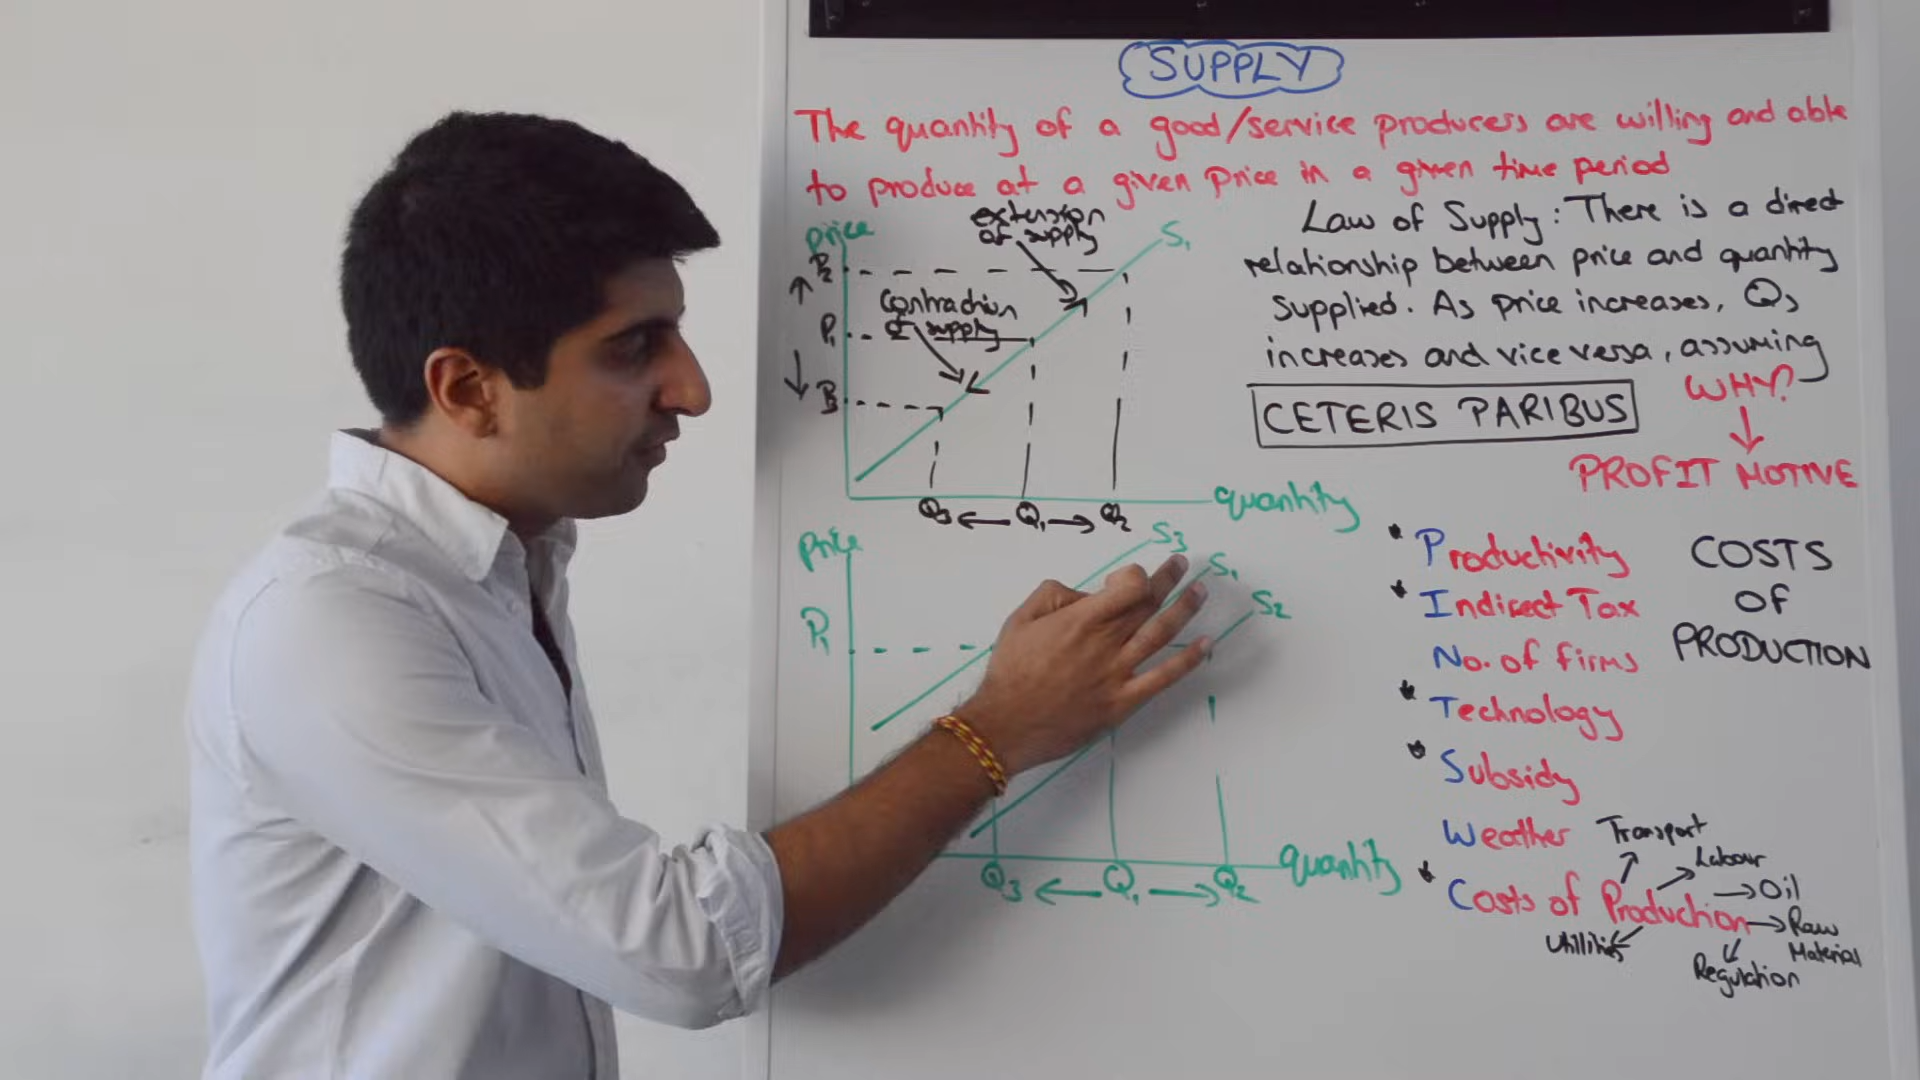 SUPPLY
The quantity of a good/service producers are willing and able
to produce at a given price in a given time period
Price
P2
P1
P3
extension
of supply
S1
Contraction
of supply
Q3 Q1 Q2
quantity
Law of Supply: There is a direct
relationship between price and quantity
supplied. As price increases, Qs
increases and vice versa, assuming
CETERIS PARIBUS
WHY?
PROFIT MOTIVE
Price
P1
S3
S1
S2
Q3 Q1 Q2
quantity
* Productivity
* Indirect Tax
No. of firms
* Technology
* Subsidy
Weather
* Costs of Production
COSTS
OF
PRODUCTION
Transport
Labour
Oil
Raw
Material
Regulation
Utillities